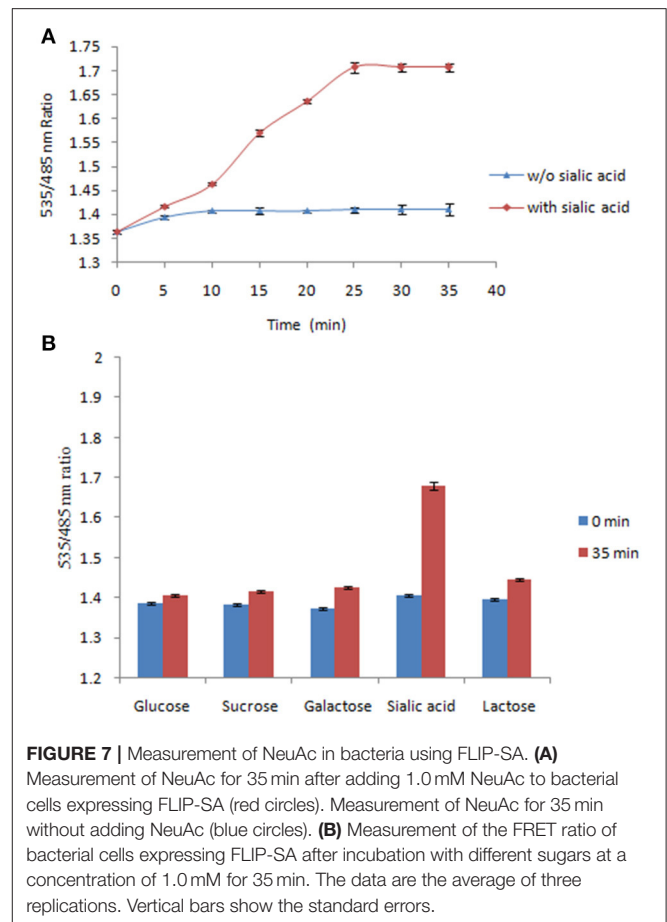 A
1.75
1.7
1.65
1.6
1.55
1.5
1.45
1.4
1.35
1.3
535/485 nm Ratio
w/o sialic acid
with sialic acid
0 5 10 15 20 25 30 35 40
Time (min)
B
2
1.9
1.8
1.7
1.6
1.5
1.4
1.3
1.2
535/485 nm ratio
0 min
35 min
Glucose Sucrose Galactose Sialic acid Lactose
FIGURE 7 | Measurement of NeuAc in bacteria using FLIP-SA. (A)
Measurement of NeuAc for 35 min after adding 1.0 mM NeuAc to bacterial
cells expressing FLIP-SA (red circles). Measurement of NeuAc for 35 min
without adding NeuAc (blue circles). (B) Measurement of the FRET ratio of
bacterial cells expressing FLIP-SA after incubation with different sugars at a
concentration of 1.0 mM for 35 min. The data are the average of three
replications. Vertical bars show the standard errors.